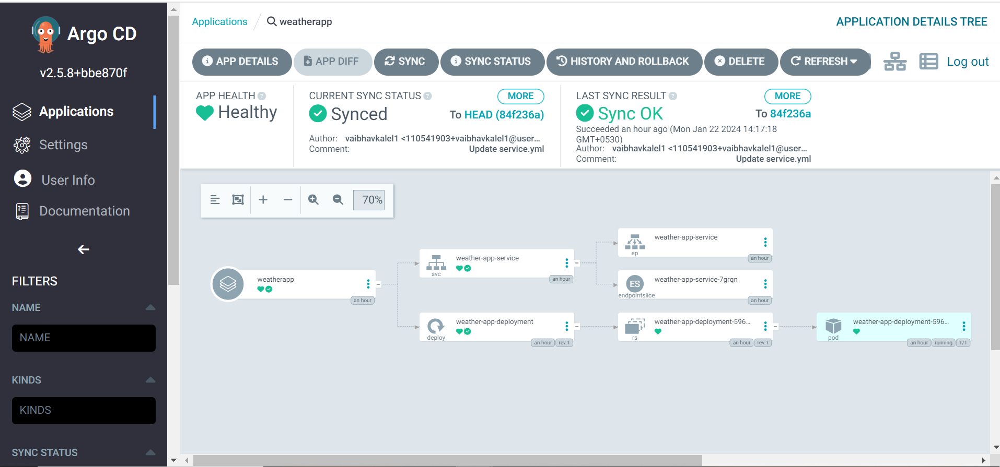 Argo CD
v2.5.8+bbe870f
Applications
Settings
User Info
Documentation
FILTERS
NAME
NAME
KINDS
KINDS
SYNC STATUS
Applications / weatherapp
APPLICATION DETAILS TREE
APP DETAILS
APP DIFF
SYNC
SYNC STATUS
HISTORY AND ROLLBACK
DELETE
REFRESH
Log out
APP HEALTH ?
Healthy
CURRENT SYNC STATUS ?
MORE
Synced
To HEAD (84f236a)
Author: vaibhavkalel1 <110541903+vaibhavkalel1@user...
Comment: Update service.yml
LAST SYNC RESULT ?
MORE
Sync OK
To 84f236a
Succeeded an hour ago (Mon Jan 22 2024 14:17:18
GMT+0530)
Author: vaibhavkalel1 <110541903+vaibhavkalel1@user...
Comment: Update service.yml
70%
weatherapp
an hour
weather-app-service
svc
an hour
weather-app-deployment
deploy
an hour
rev:1
weather-app-service
ep
an hour
ES
weather-app-service-7grqn
endpointslice
an hour
weather-app-deployment-596...
rs
an hour
rev:1
weather-app-deployment-596...
pod
an hour
running
1/1